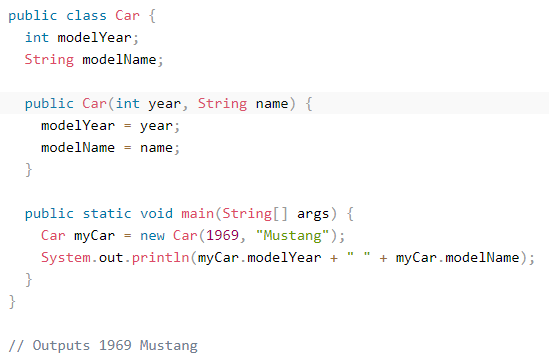 public class Car {
  int modelYear;
  String modelName;

  public Car(int year, String name) {
    modelYear = year;
    modelName = name;
  }

  public static void main(String[] args) {
    Car myCar = new Car(1969, "Mustang");
    System.out.println(myCar.modelYear + " " + myCar.modelName);
  }
}

// Outputs 1969 Mustang